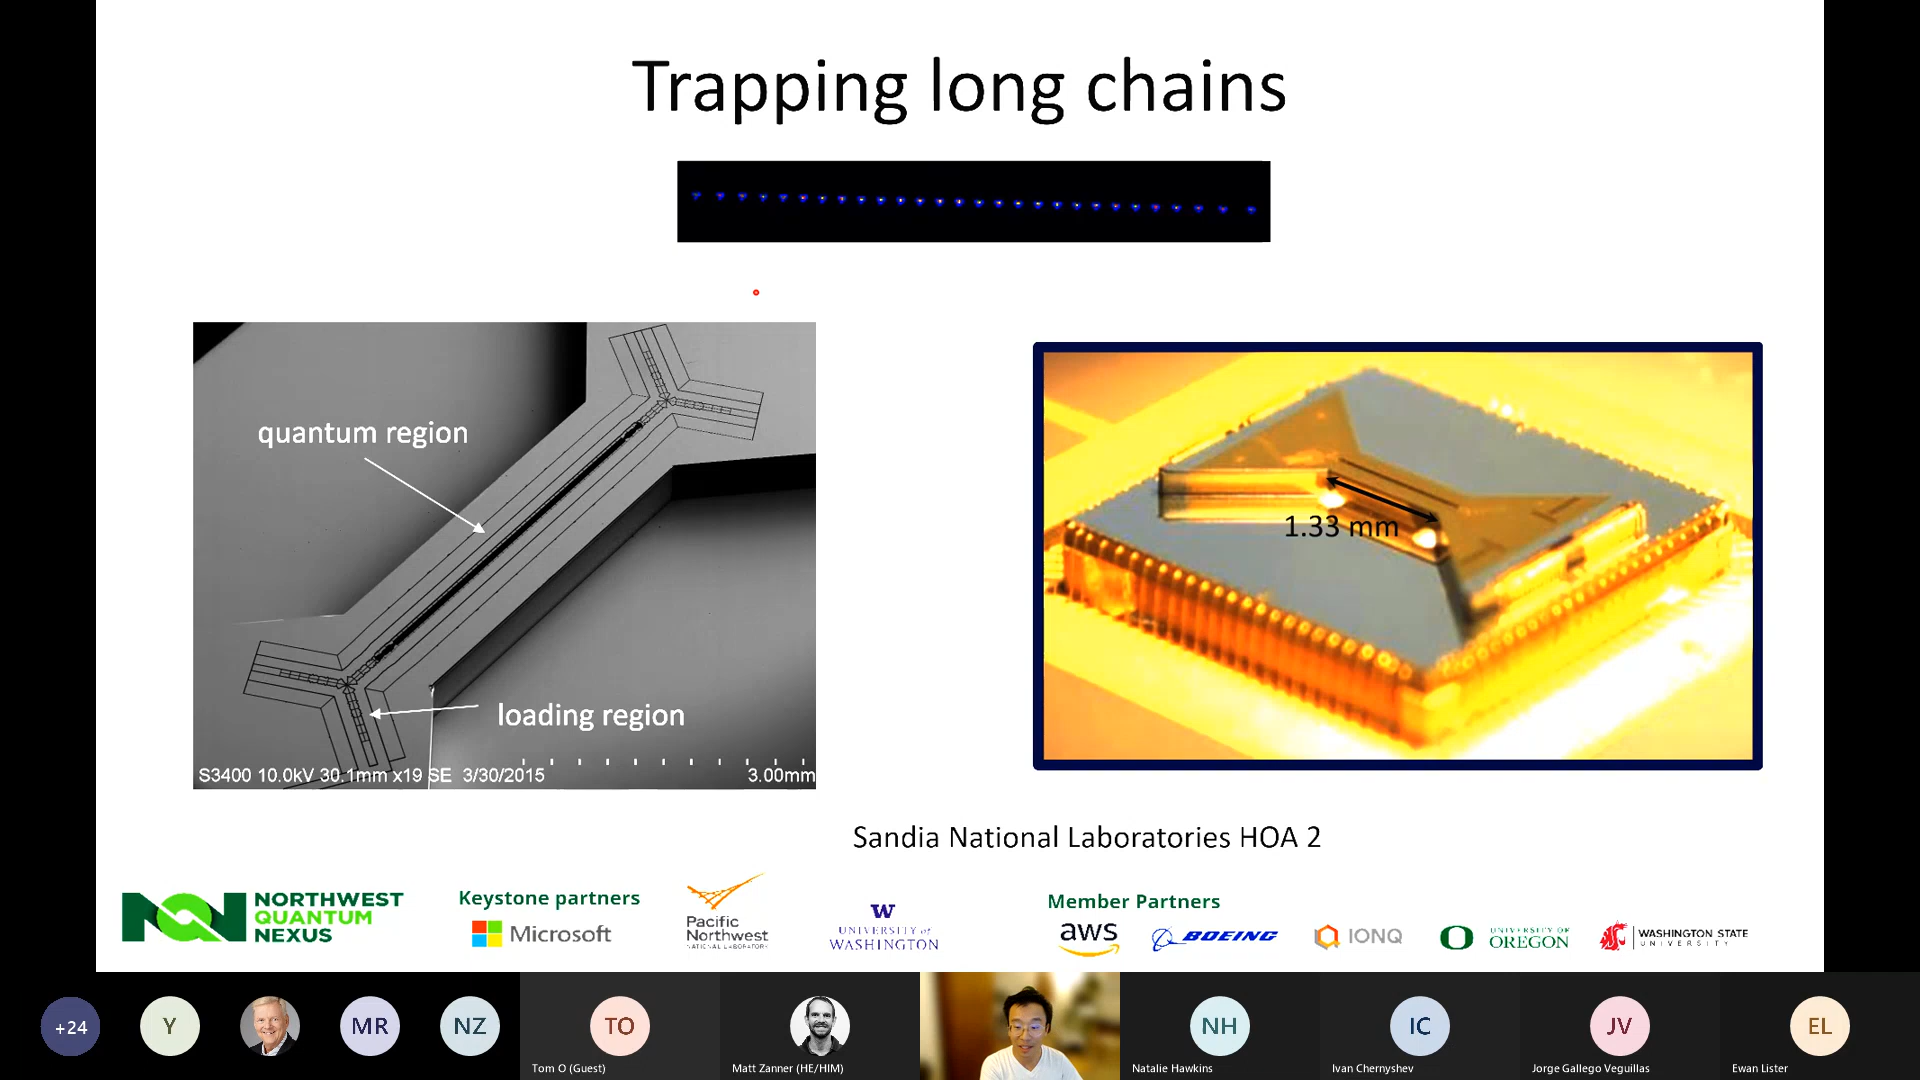 Trapping long chains
quantum region
loading region
S3400 10.0kV 30.1mm x19 SE 3/30/2015
3.00mm
1.33 mm
Sandia National Laboratories HOA 2
NORTHWEST
QUANTUM
NEXUS
Keystone partners
Microsoft
Pacific
Northwest
NATIONAL LABORATORY
W
UNIVERSITY of
WASHINGTON
Member Partners
aws
BOEING
IONQ
UNIVERSITY OF
OREGON
WASHINGTON STATE
UNIVERSITY
+24
Y
MR
NZ
TO
Tom O (Guest)
Matt Zanner (HE/HIM)
NH
Natalie Hawkins
IC
Ivan Chernyshev
JV
Jorge Gallego Veguillas
EL
Ewan Lister